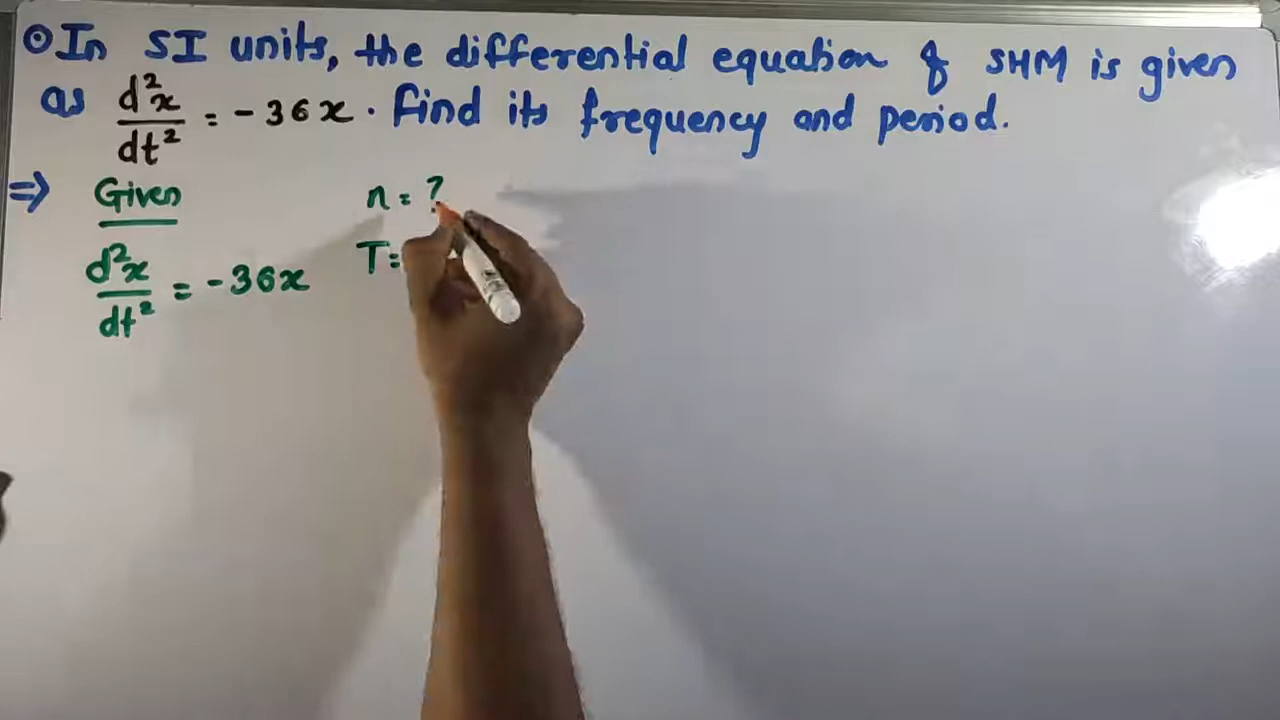 ⊙In SI units, the differential equation of SHM is given
as d²x/dt² = -36x. Find its frequency and period.
⇒ Given
n = ?
d²x/dt² = -36x
T =